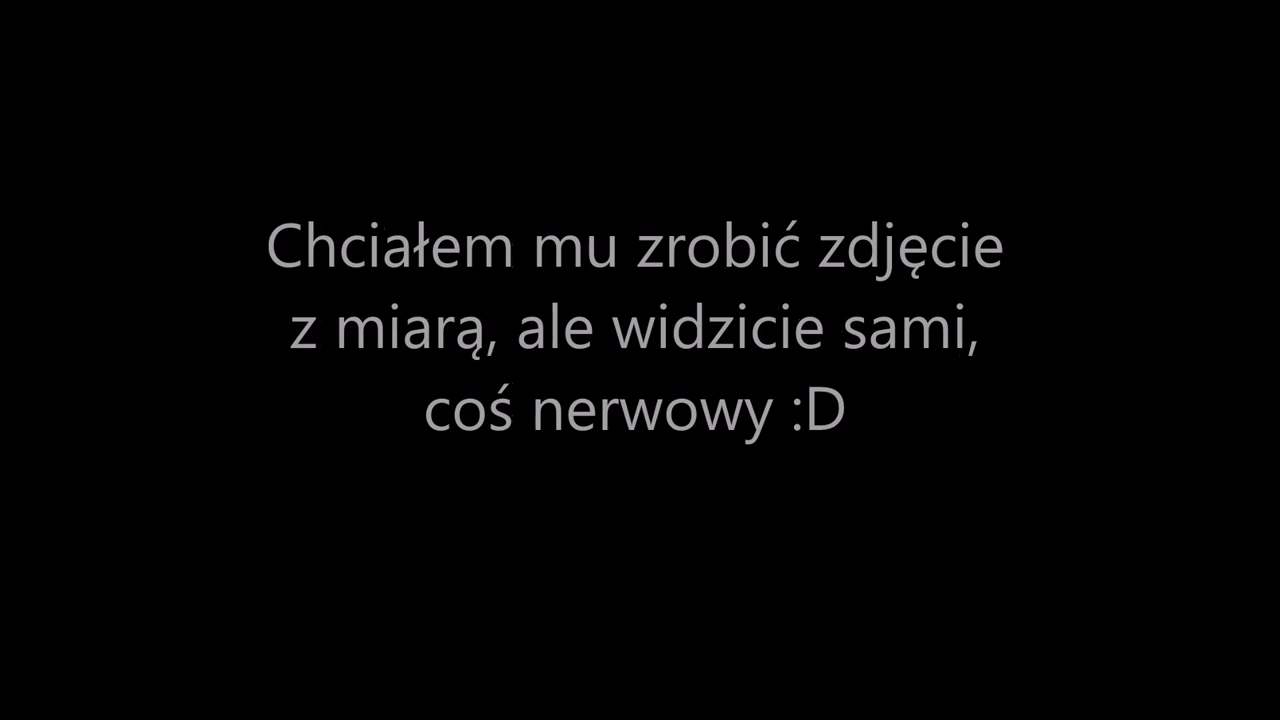 Chciałem mu zrobić zdjęcie
z miarą, ale widzicie sami,
coś nerwowy :D